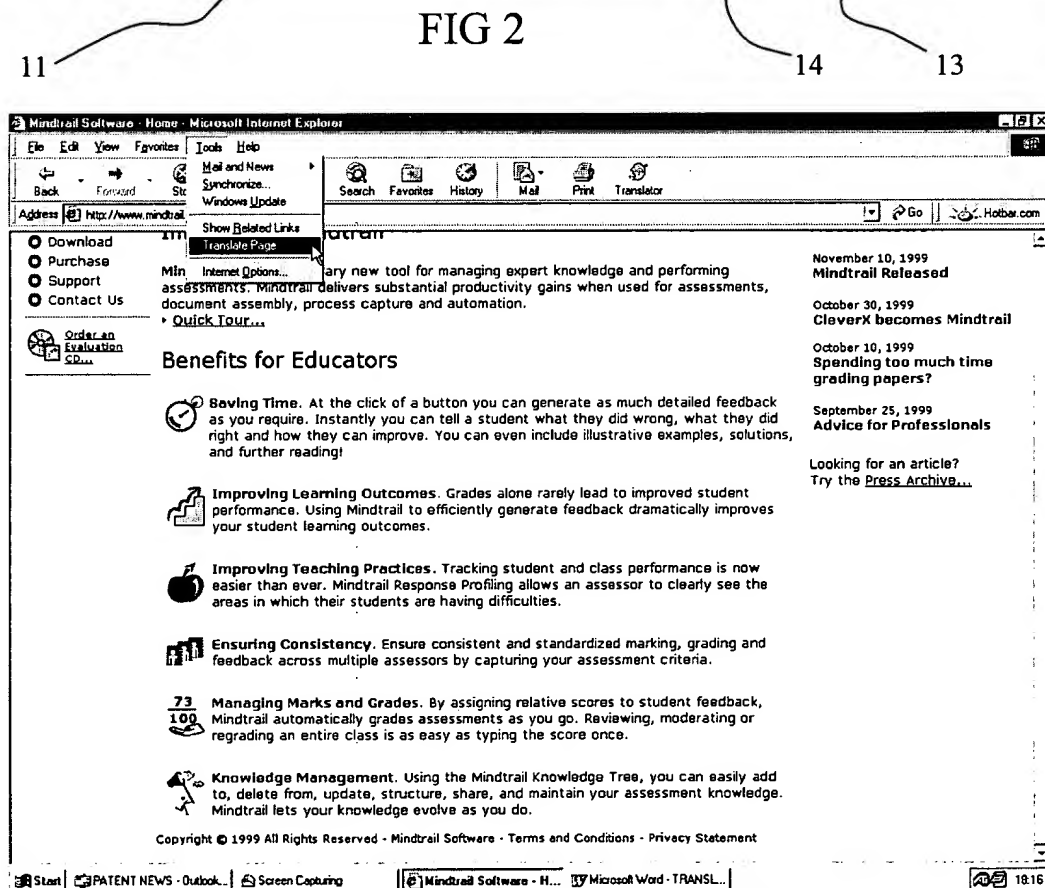 FIG 2
11
14
13
Mindtrail Software - Home - Microsoft Internet Explorer
File Edit View Favorites Tools Help
Back Forward Search Favorites History Mail Print Translator
Mail and News
Synchronize...
Windows Update
Show Related Links
Translate Page
Internet Options...
Address http://www.mindtrail Go Hotbar.com
Download
Purchase
Support
Contact Us
Order an
Evaluation
CD...
ary new tool for managing expert knowledge and performing
assessments. Mindtrail delivers substantial productivity gains when used for assessments,
document assembly, process capture and automation.
Quick Tour...
Benefits for Educators
Saving Time. At the click of a button you can generate as much detailed feedback
as you require. Instantly you can tell a student what they did wrong, what they did
right and how they can improve. You can even include illustrative examples, solutions,
and further reading!
Improving Learning Outcomes. Grades alone rarely lead to improved student
performance. Using Mindtrail to efficiently generate feedback dramatically improves
your student learning outcomes.
Improving Teaching Practices. Tracking student and class performance is now
easier than ever. Mindtrail Response Profiling allows an assessor to clearly see the
areas in which their students are having difficulties.
Ensuring Consistency. Ensure consistent and standardized marking, grading and
feedback across multiple assessors by capturing your assessment criteria.
73
100
Managing Marks and Grades. By assigning relative scores to student feedback,
Mindtrail automatically grades assessments as you go. Reviewing, moderating or
regrading an entire class is as easy as typing the score once.
Knowledge Management. Using the Mindtrail Knowledge Tree, you can easily add
to, delete from, update, structure, share, and maintain your assessment knowledge.
Mindtrail lets your knowledge evolve as you do.
Copyright © 1999 All Rights Reserved - Mindtrail Software - Terms and Conditions - Privacy Statement
November 10, 1999
Mindtrail Released
October 30, 1999
CleverX becomes Mindtrail
October 10, 1999
Spending too much time
grading papers?
September 25, 1999
Advice for Professionals
Looking for an article?
Try the Press Archive...
Start PATENT NEWS - Outlook... Screen Capturing Mindtrail Software - H... Microsoft Word - TRANSL... 18:16